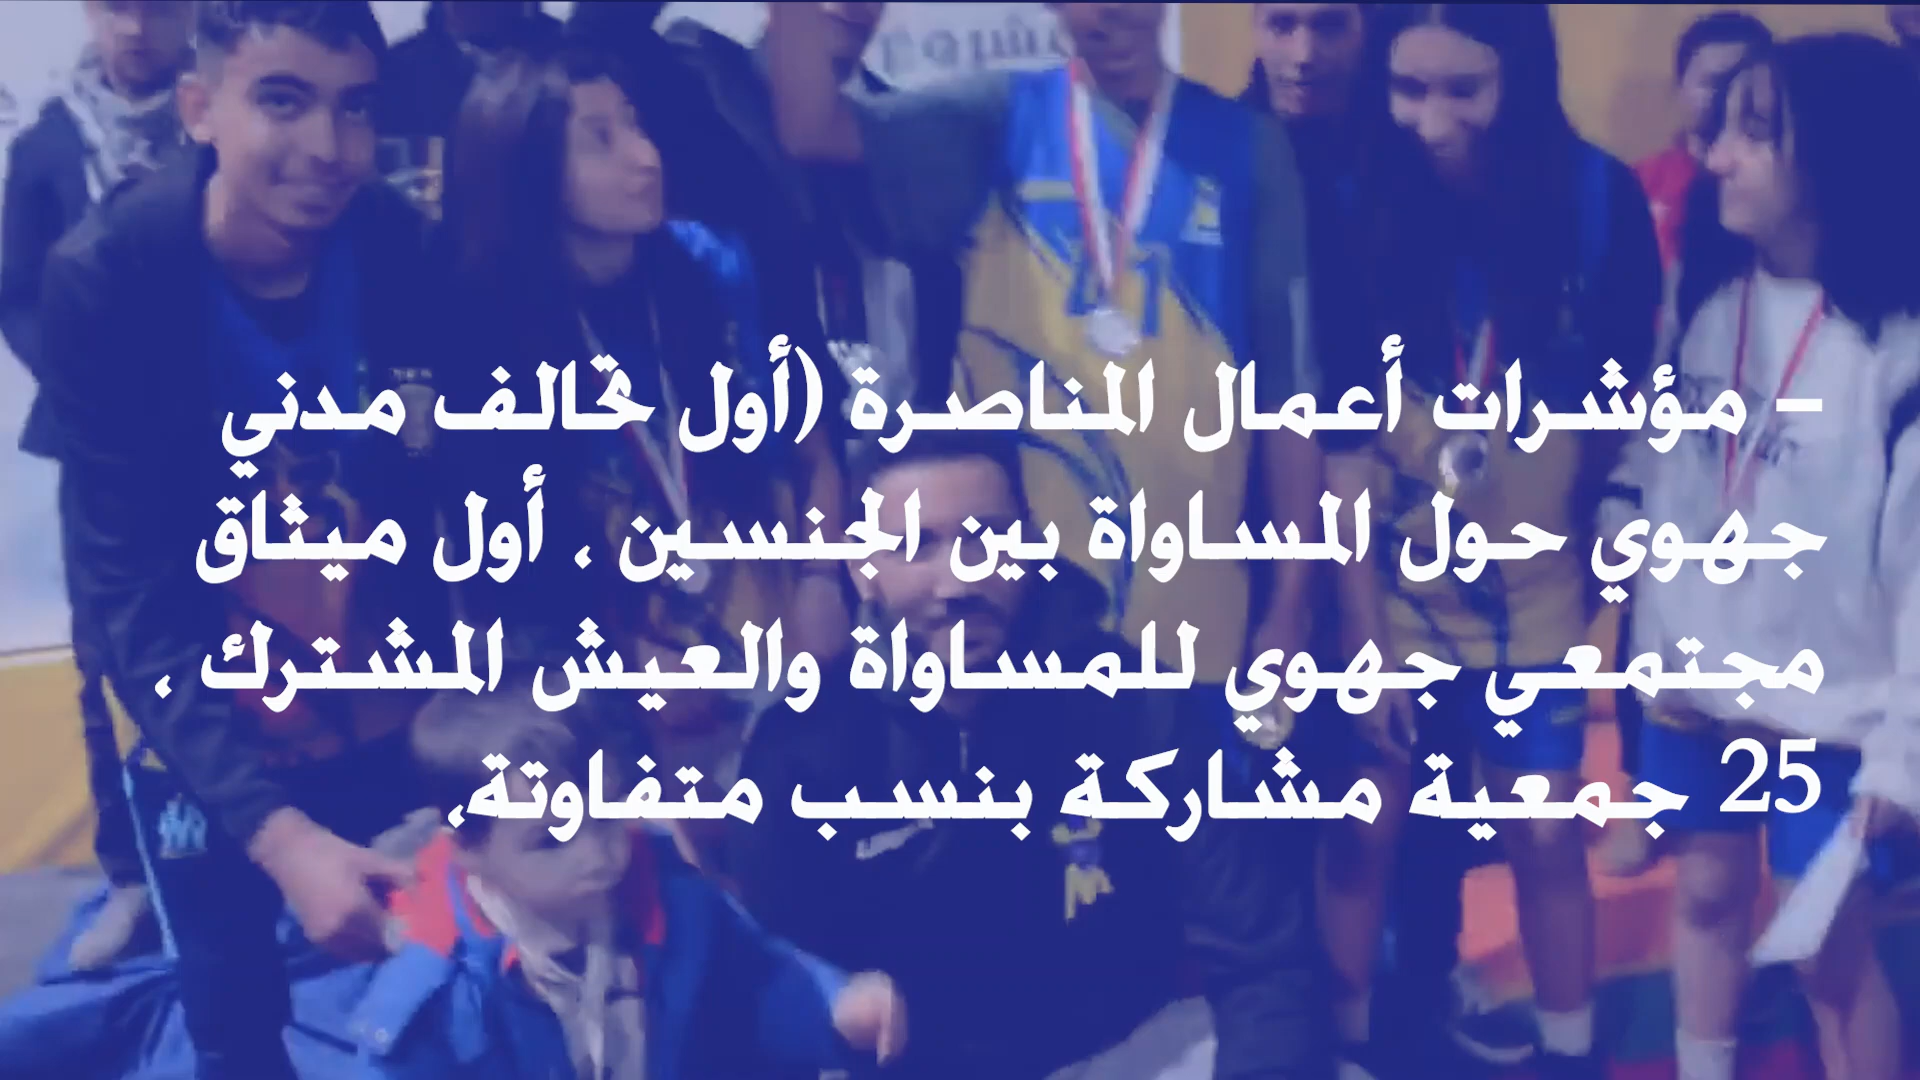 - مؤشرات أعمال المناصرة (أول تحالف مدني
جهوي حول المساواة بين الجنسين ، أول ميثاق
مجتمعي جهوي للمساواة والعيش المشترك ،
25 جمعية مشاركة بنسب متفاوتة،